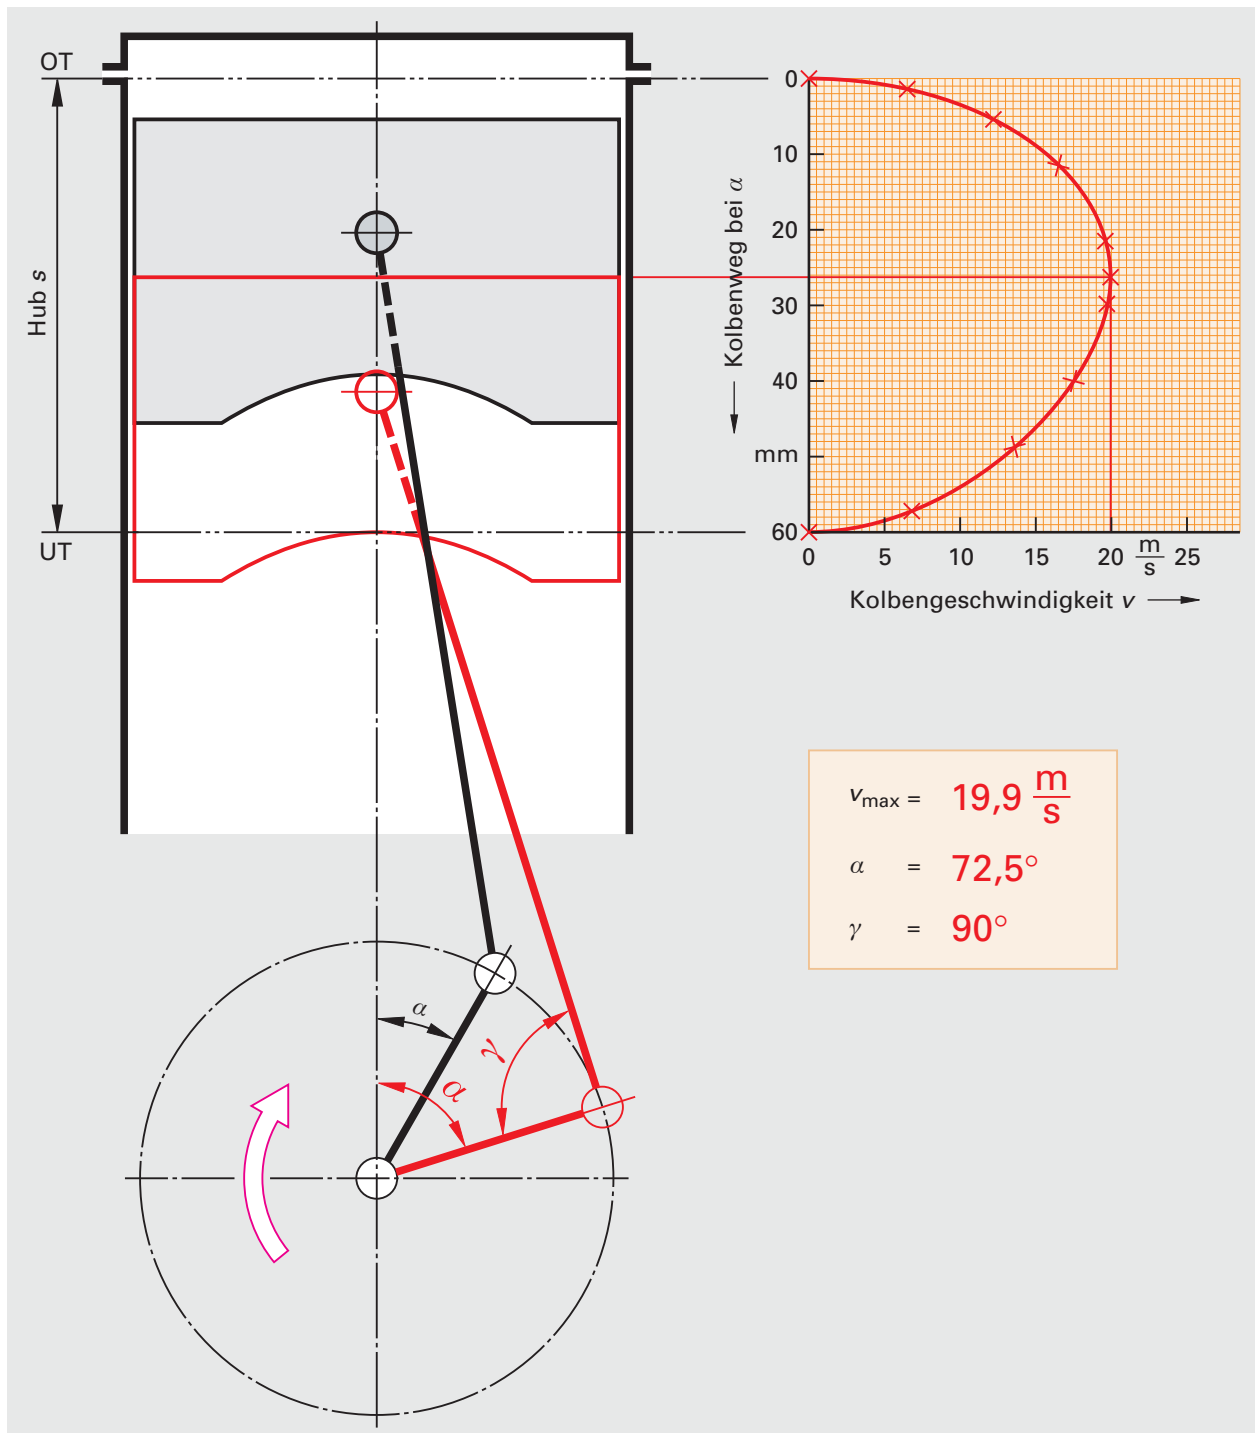 OT
Hub s
UT
Kolbenweg bei α
0
10
20
30
40
mm
60
0 5 10 15 20 m/s 25
Kolbengeschwindigkeit v
vmax = 19,9 m/s
α = 72,5°
γ = 90°
α
γ
α